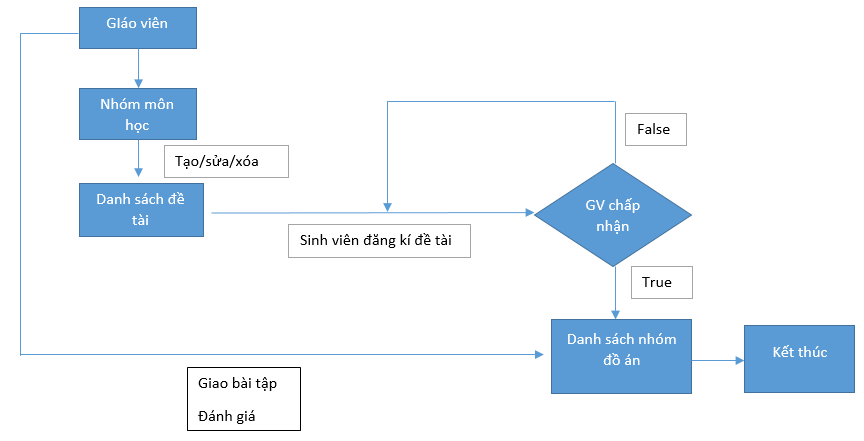 GIáo viên
Nhóm môn
học
Tạo/sửa/xóa
Danh sách đề
tài
Sinh viên đăng kí đề tài
False
GV chấp
nhận
True
Danh sách nhóm
đồ án
Kết thúc
Giao bài tập
Đánh giá